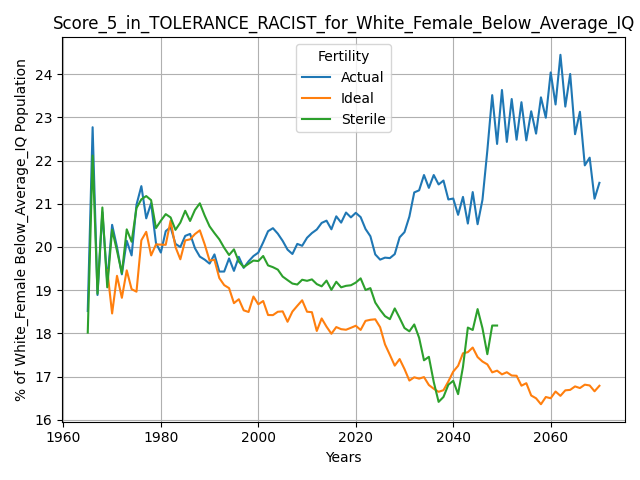 Score_5_in_TOLERANCE_RACIST_for_White_Female_Below_Average_IQ
% of White_Female Below_Average_IQ Population
24
23
22
21
20
19
18
17
16
Fertility
Actual
Ideal
Sterile
1960 1980 2000 2020 2040 2060
Years